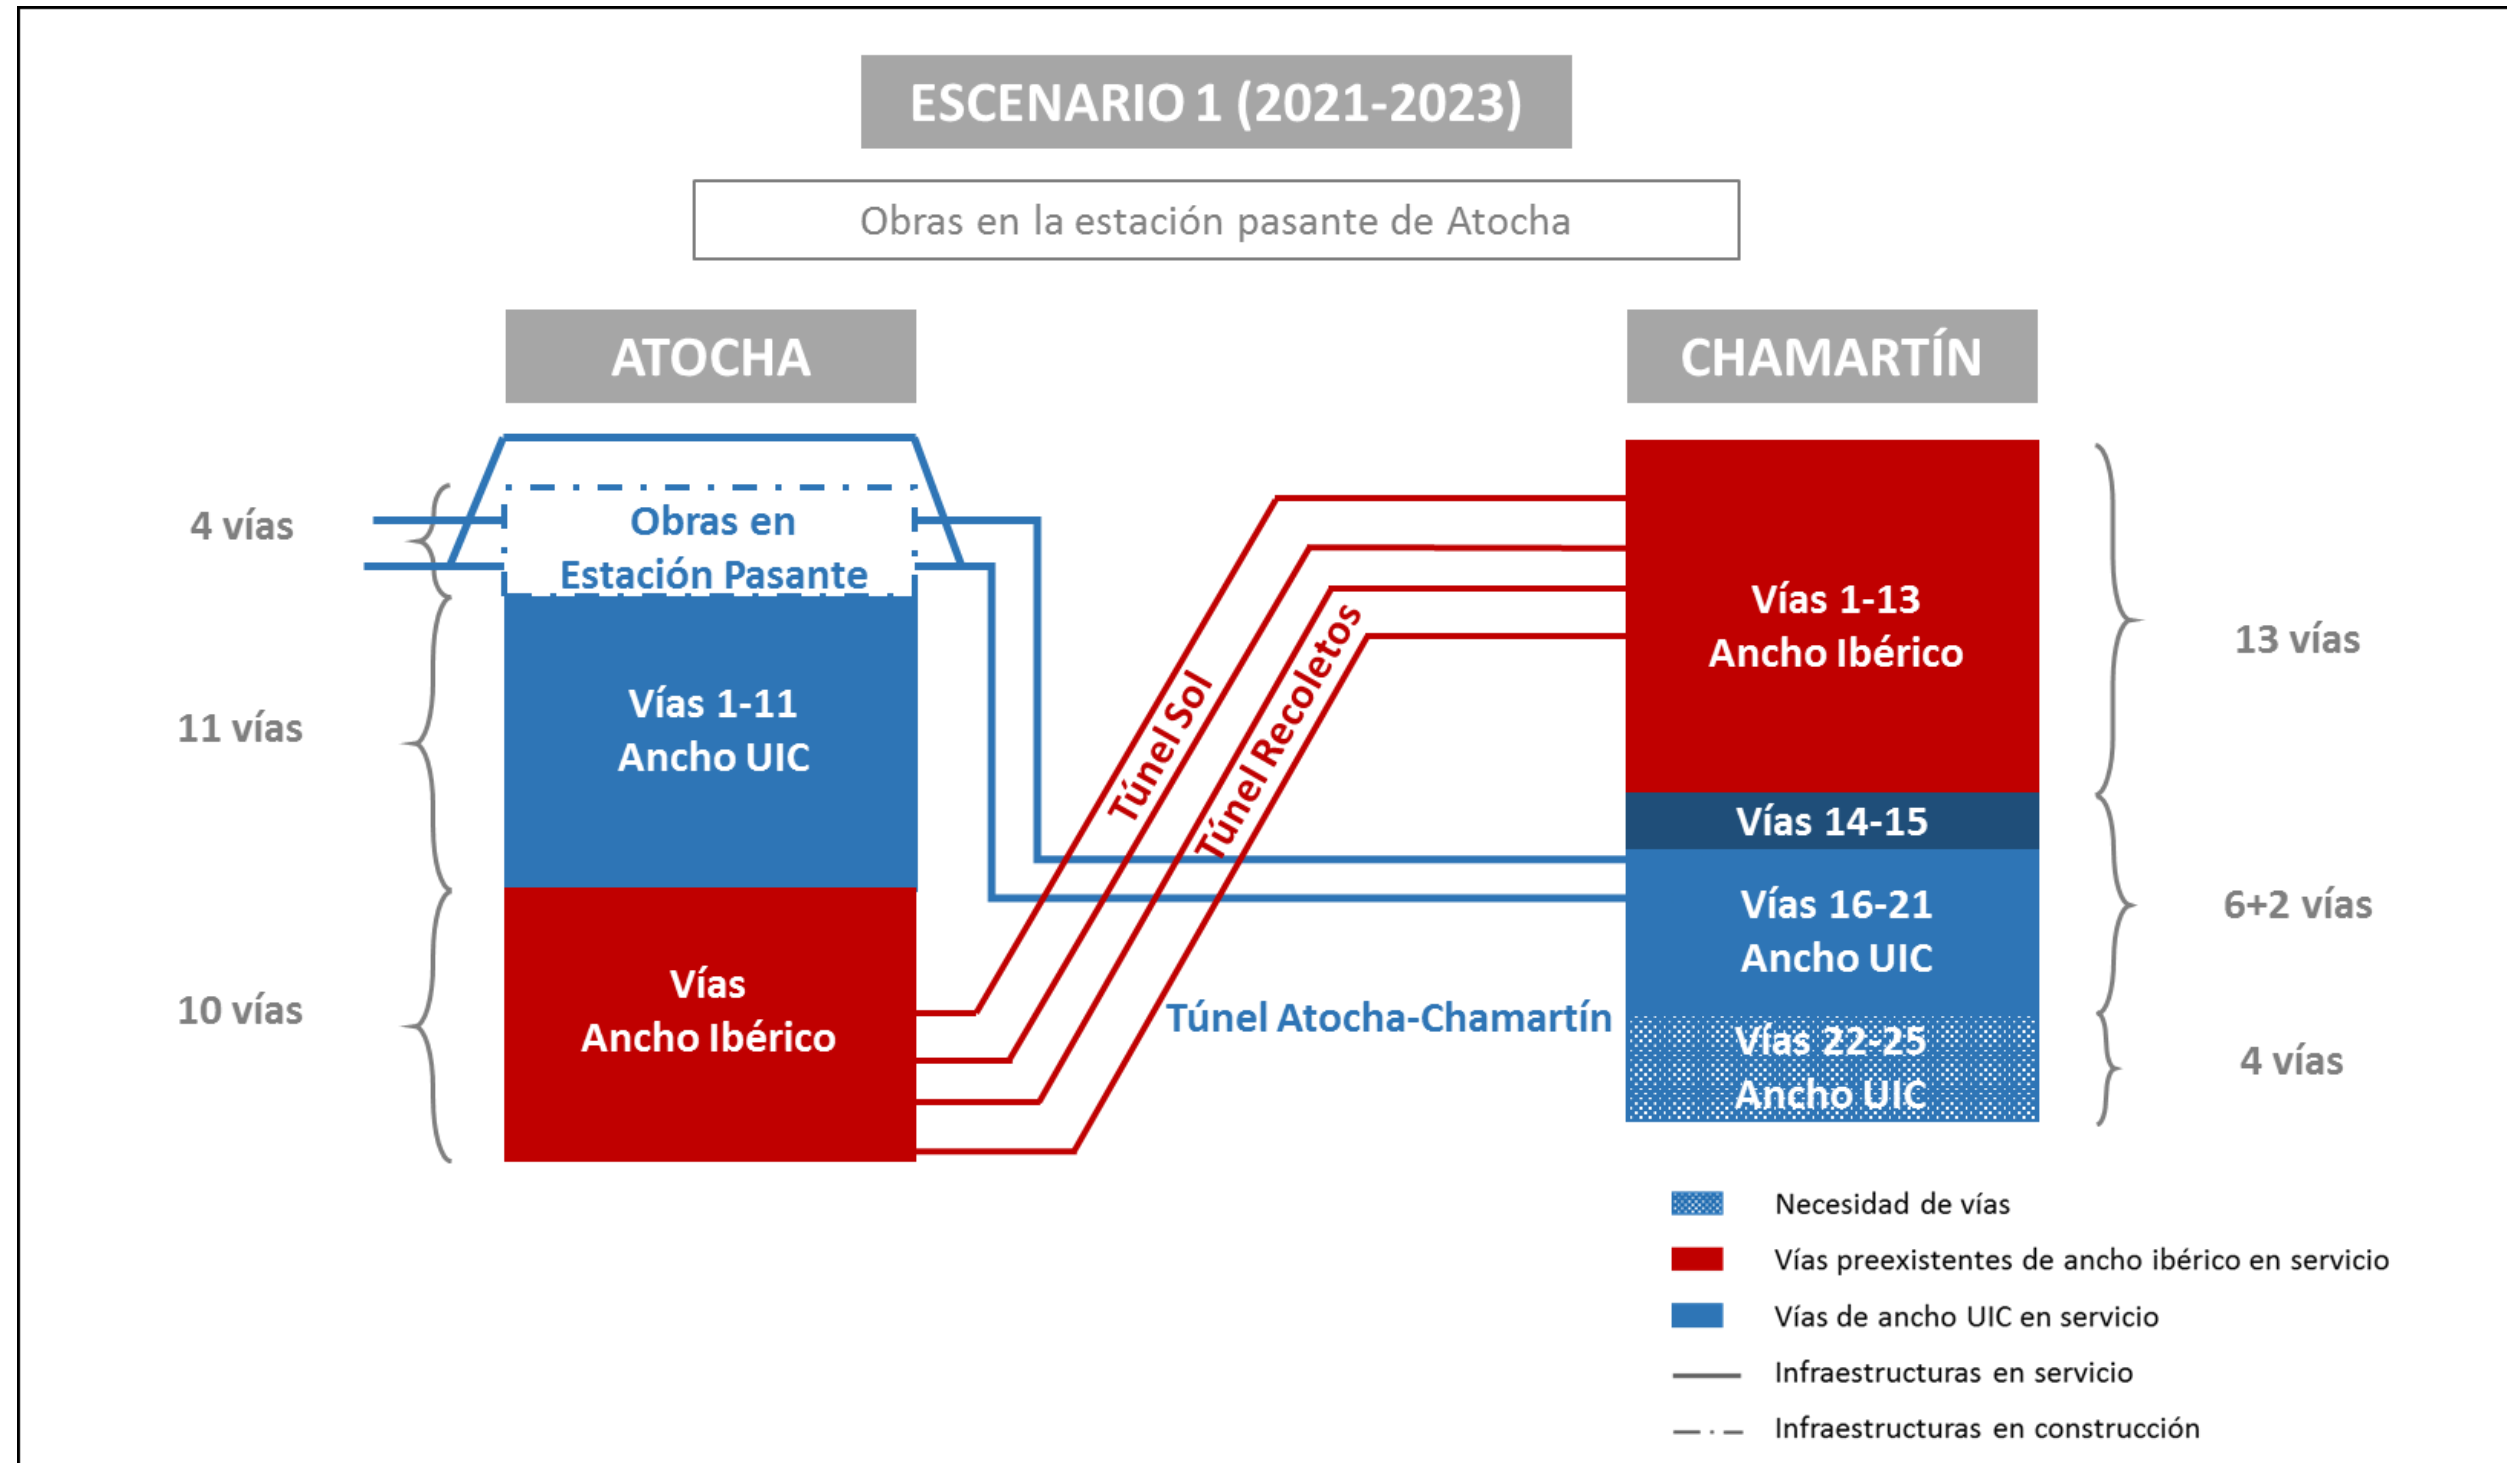 ESCENARIO 1 (2021-2023)
Obras en la estación pasante de Atocha
ATOCHA
CHAMARTÍN
4 vías
11 vías
10 vías
Obras en
Estación Pasante
Vías 1-11
Ancho UIC
Vías
Ancho Ibérico
Túnel Sol
Túnel Recoletos
Túnel Atocha-Chamartín
Vías 1-13
Ancho Ibérico
Vías 14-15
Vías 16-21
Ancho UIC
Vías 22-25
Ancho UIC
13 vías
6+2 vías
4 vías
Necesidad de vías
Vías preexistentes de ancho ibérico en servicio
Vías de ancho UIC en servicio
Infraestructuras en servicio
Infraestructuras en construcción